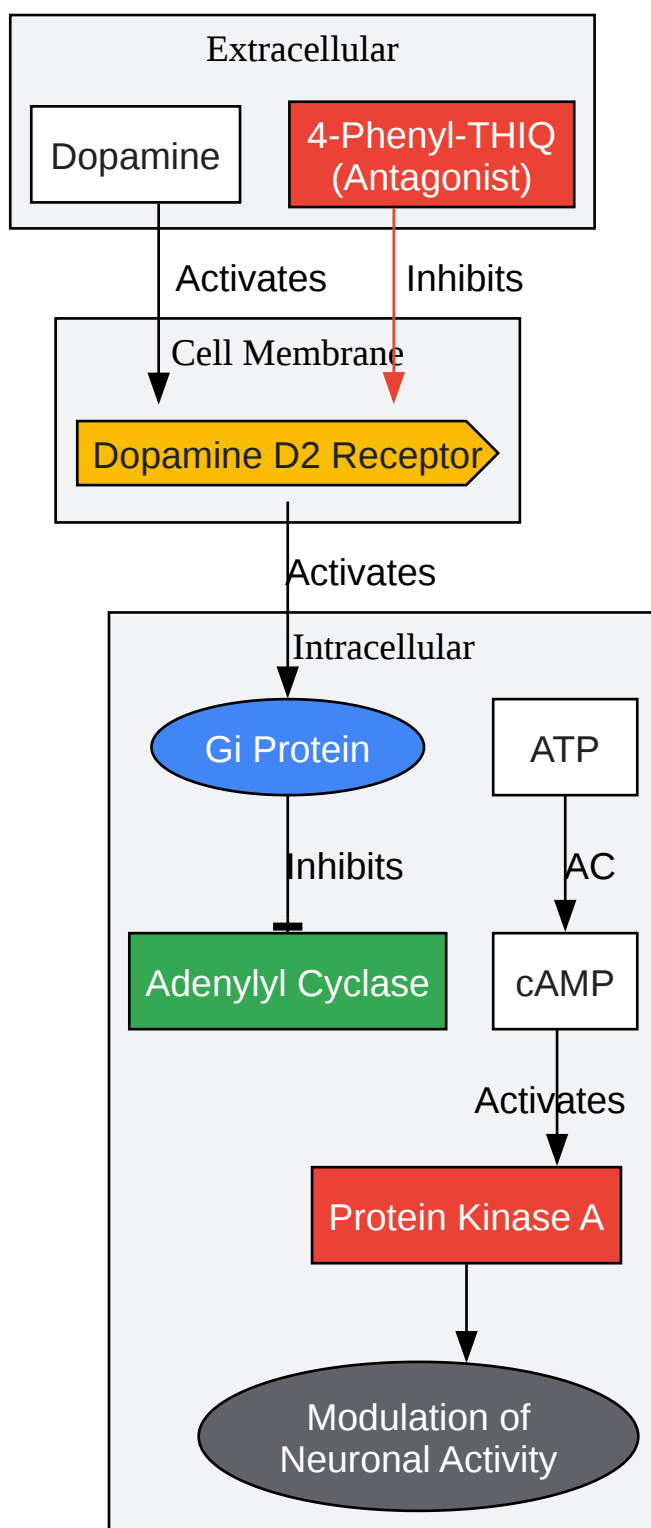 Extracellular
Dopamine
4-Phenyl-THIQ
(Antagonist)
Activates
Inhibits
Cell Membrane
Dopamine D2 Receptor
Activates
Intracellular
Gi Protein
ATP
Inhibits
AC
Adenylyl Cyclase
cAMP
Activates
Protein Kinase A
Modulation of
Neuronal Activity